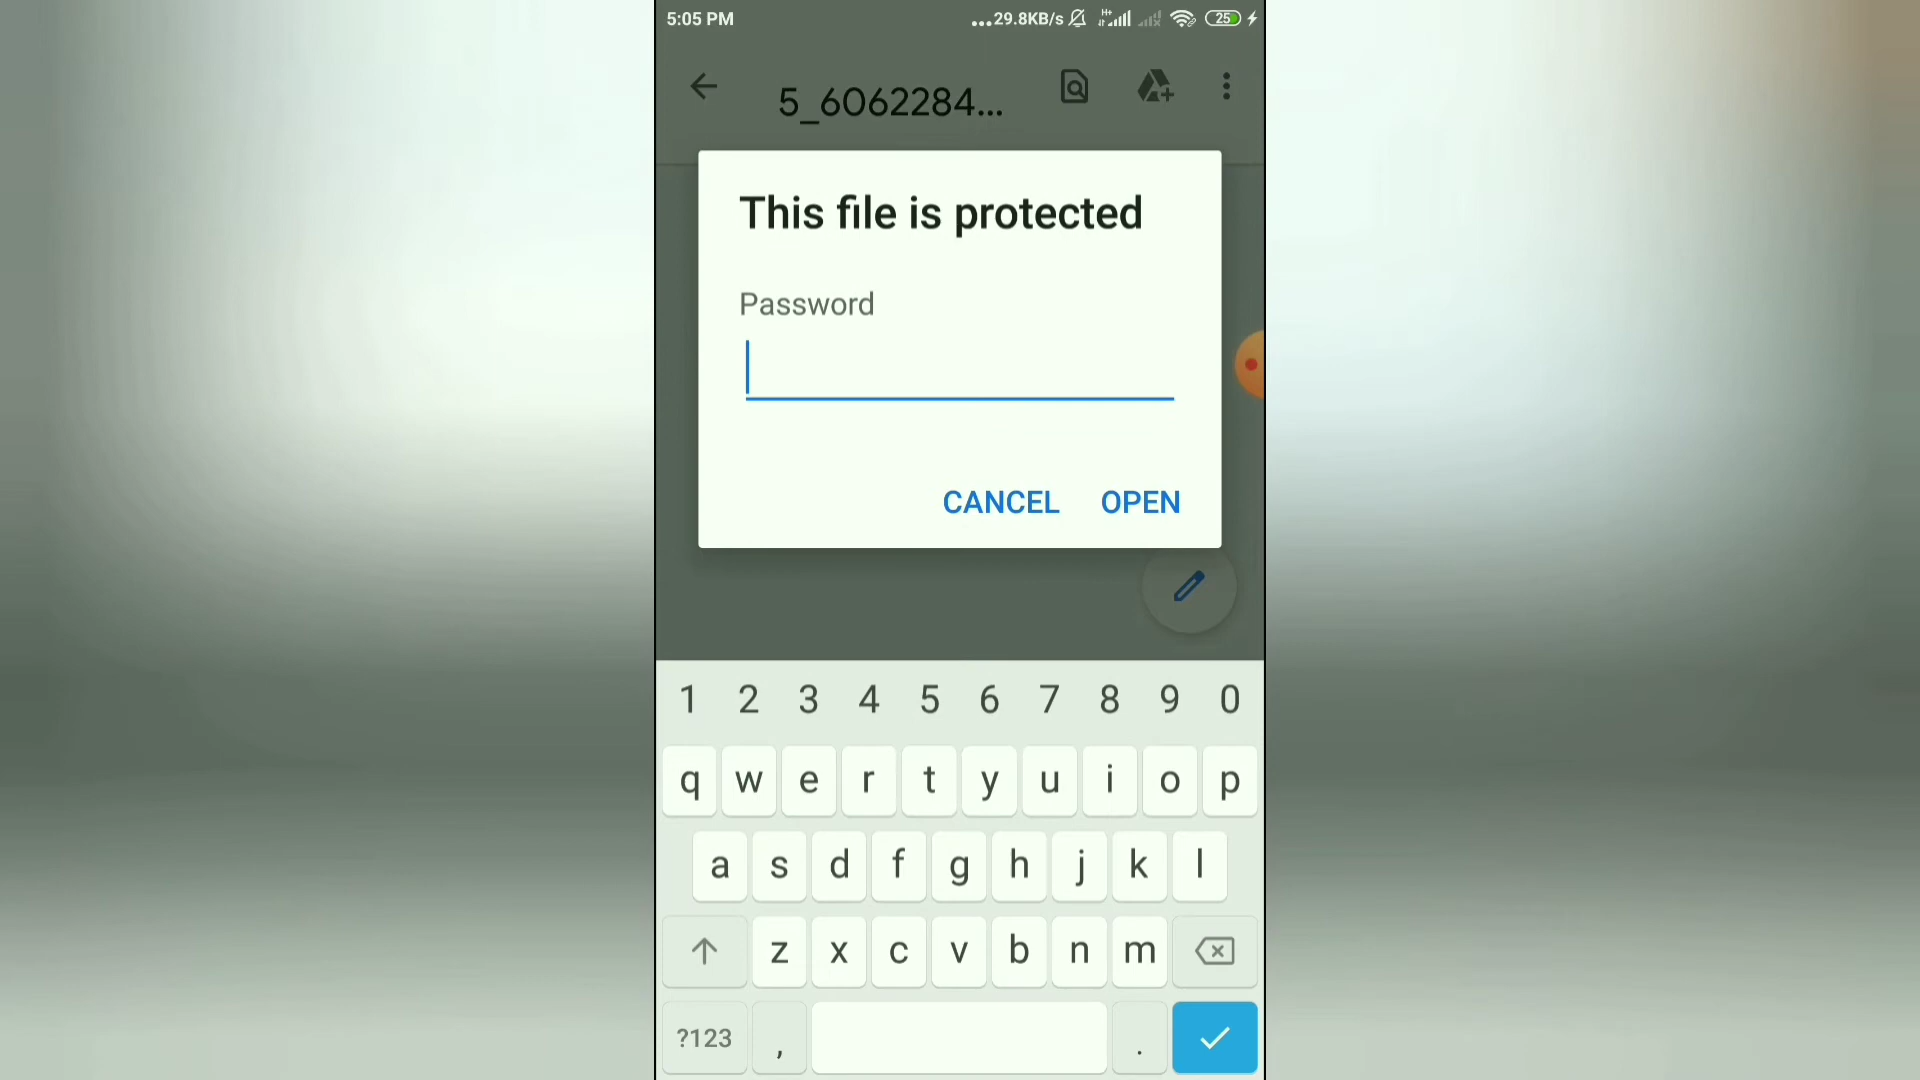 5:05 PM ...29.8KB/s H+ 25
5_6062284...
This file is protected
Password
CANCEL OPEN
1 2 3 4 5 6 7 8 9 0
q w e r t y u i o p
a s d f g h j k l
z x c v b n m
?123 , .